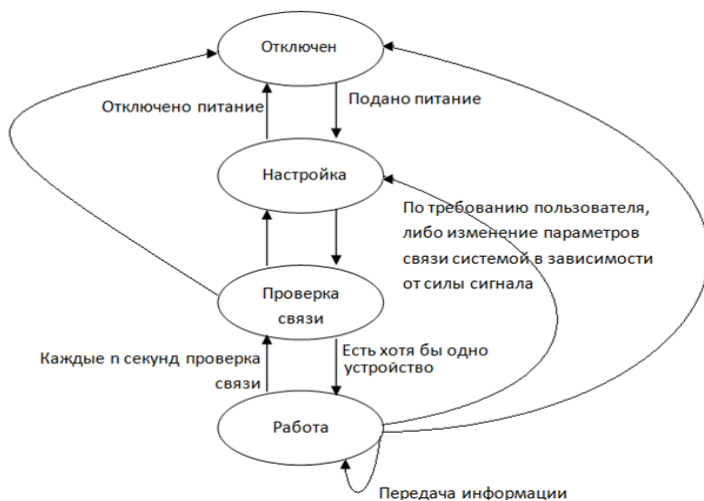 Отключен
Отключено питание
Подано питание
Настройка
По требованию пользователя,
либо изменение параметров
связи системой в зависимости
от силы сигнала
Проверка
связи
Каждые n секунд проверка
связи
Есть хотя бы одно
устройство
Работа
Передача информации